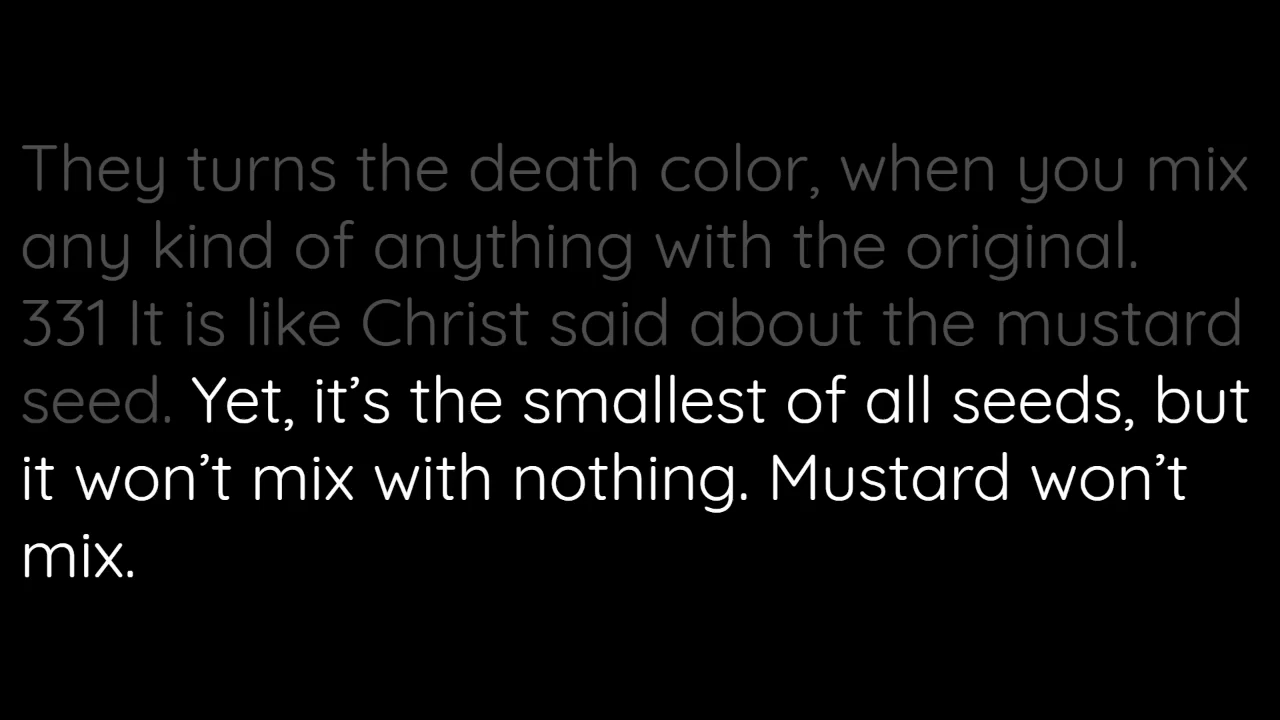 They turns the death color, when you mix
any kind of anything with the original.
331 It is like Christ said about the mustard
seed. Yet, it’s the smallest of all seeds, but
it won’t mix with nothing. Mustard won’t
mix.